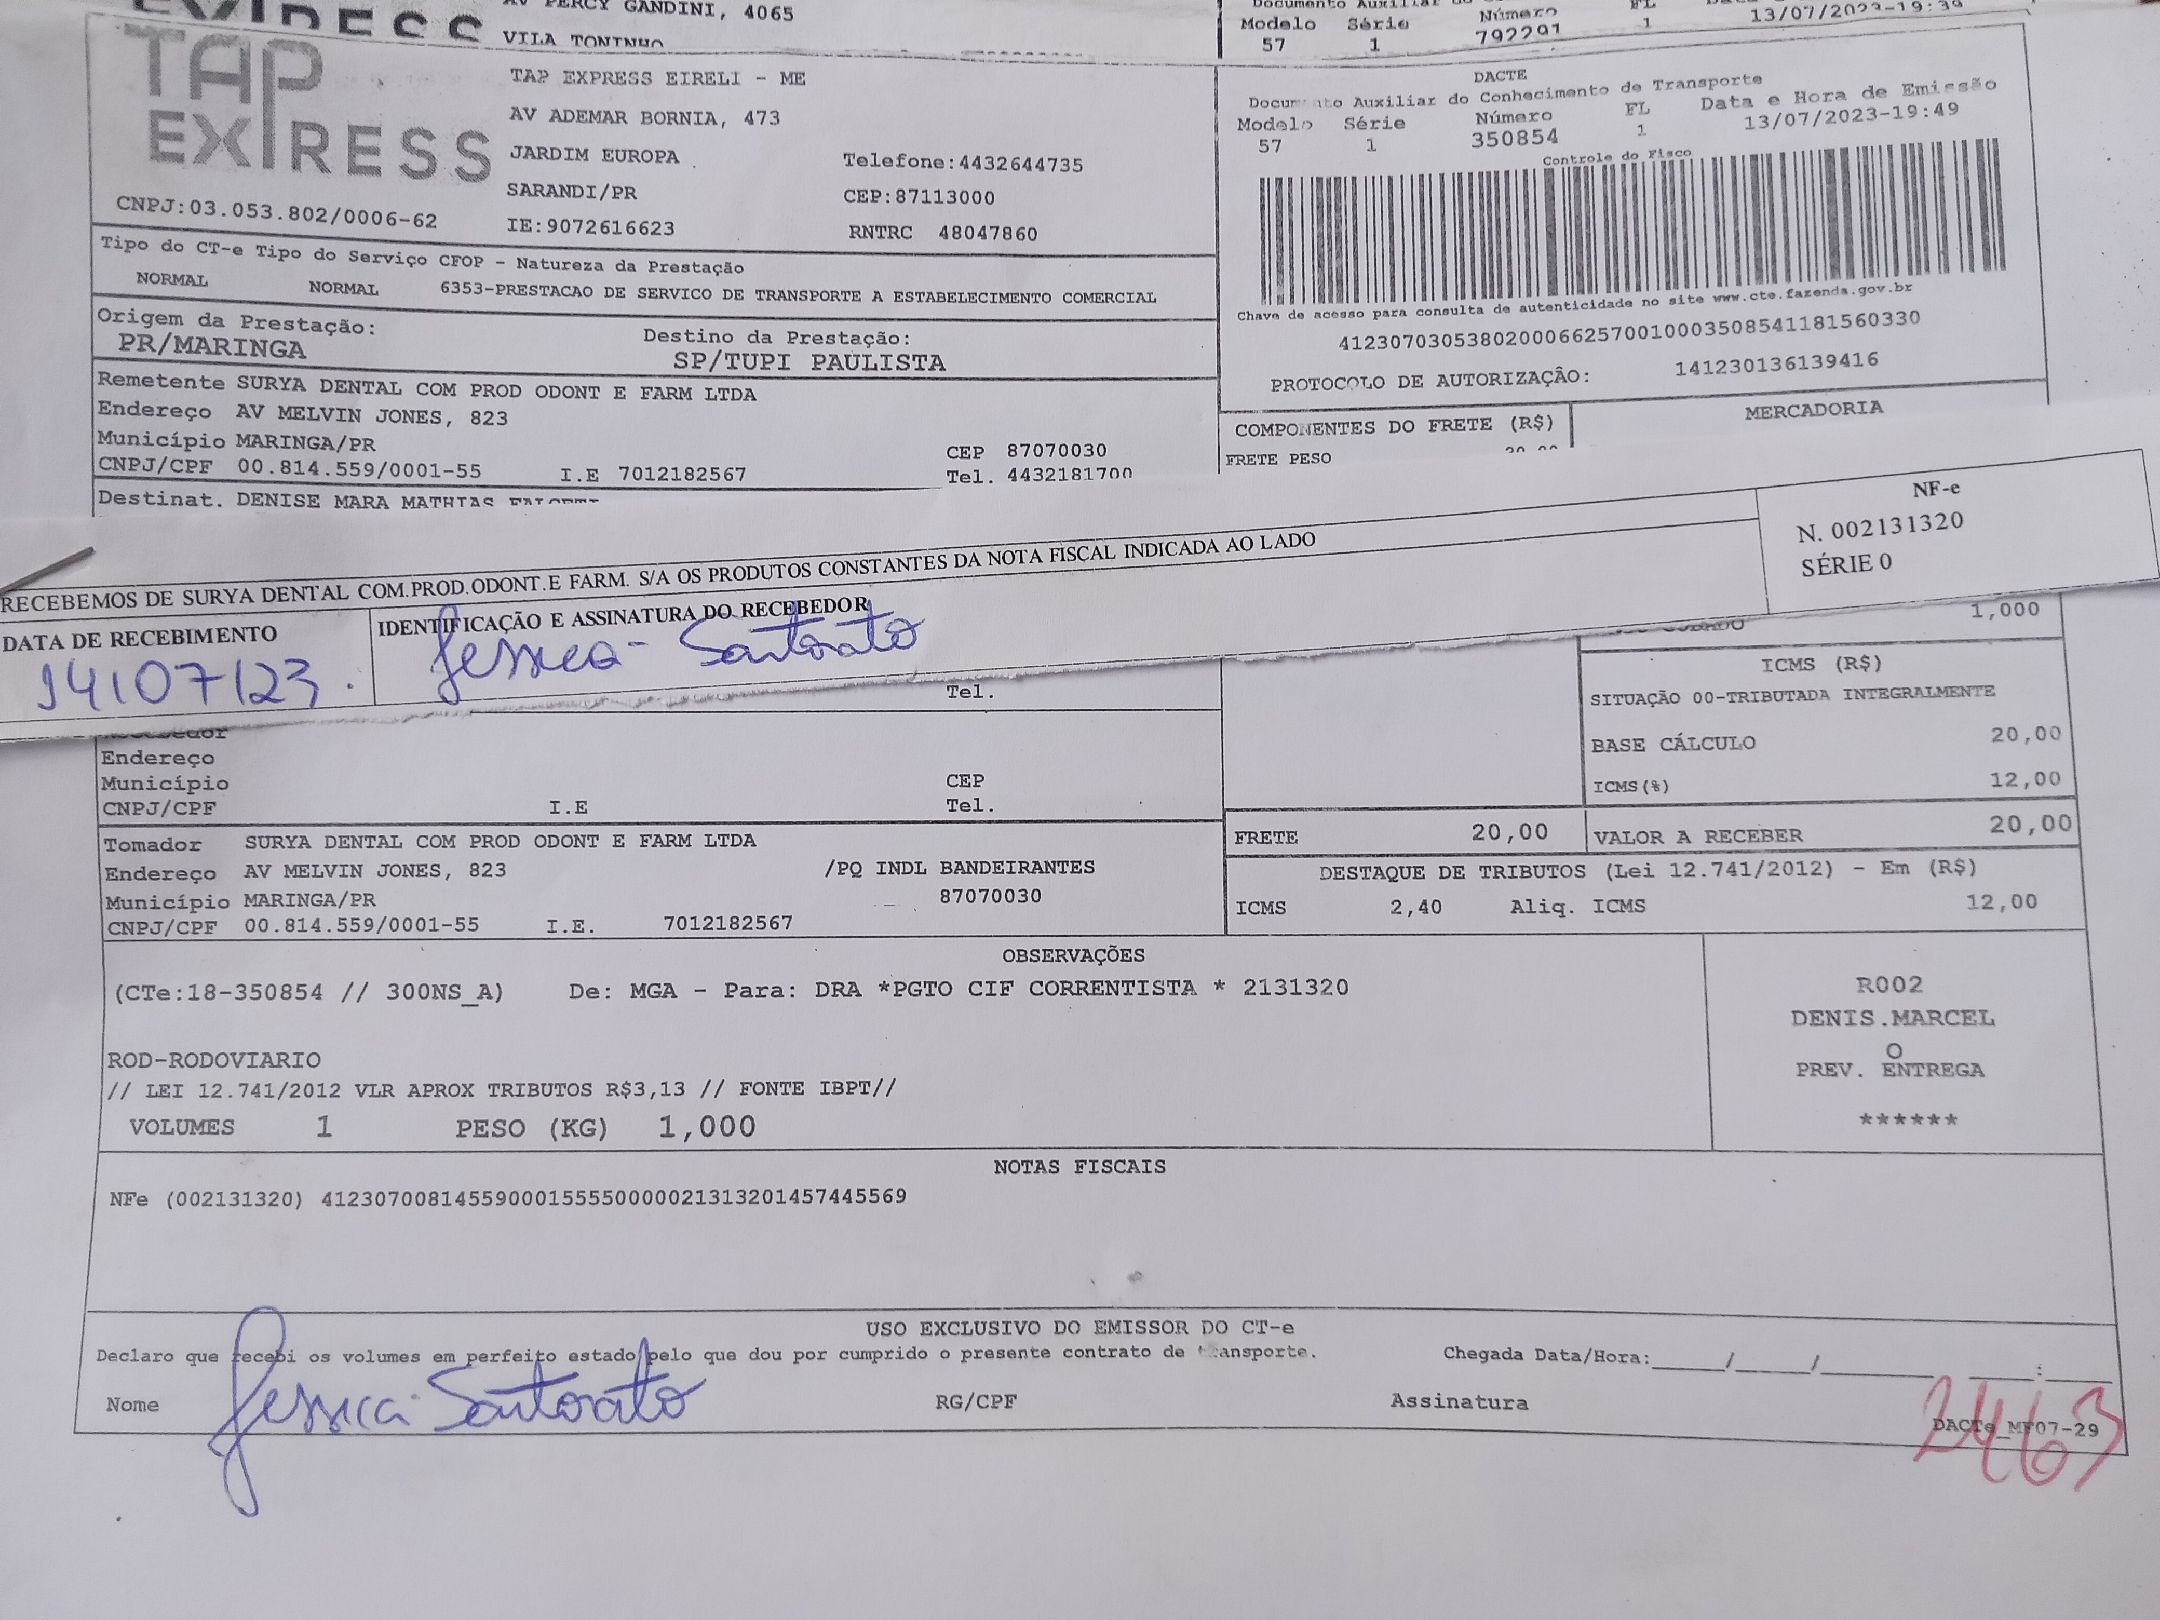 AV PERCY GANDINI, 4065
VILA TONINHO
Modelo Série Número FL
57 1 792291 1 13/07/2023-19:39
TAP EXPRESS
CNPJ:03.053.802/0006-62
TAP EXPRESS EIRELI - ME
AV ADEMAR BORNIA, 473
JARDIM EUROPA Telefone:4432644735
SARANDI/PR CEP:87113000
IE:9072616623 RNTRC 48047860
DACTE
Documento Auxiliar do Conhecimento de Transporte
Modelo Série Número FL Data e Hora de Emissão
57 1 350854 1 13/07/2023-19:49
Controle do Fisco
Chave de acesso para consulta de autenticidade no site www.cte.fazenda.gov.br
41230703053802000662570010003508541181560330
PROTOCOLO DE AUTORIZAÇÃO: 141230136139416
Tipo do CT-e Tipo do Serviço CFOP - Natureza da Prestação
NORMAL NORMAL 6353-PRESTACAO DE SERVICO DE TRANSPORTE A ESTABELECIMENTO COMERCIAL
Origem da Prestação: Destino da Prestação:
PR/MARINGA SP/TUPI PAULISTA
Remetente SURYA DENTAL COM PROD ODONT E FARM LTDA
Endereço AV MELVIN JONES, 823
Município MARINGA/PR CEP 87070030
CNPJ/CPF 00.814.559/0001-55 I.E 7012182567 Tel. 4432181700
Destinat. DENISE MARA MATHIAS
COMPONENTES DO FRETE (R$) MERCADORIA
FRETE PESO
RECEBEMOS DE SURYA DENTAL COM.PROD.ODONT.E FARM. S/A OS PRODUTOS CONSTANTES DA NOTA FISCAL INDICADA AO LADO
DATA DE RECEBIMENTO IDENTIFICAÇÃO E ASSINATURA DO RECEBEDOR
14/07/23. Jessica Santorato
NF-e
N. 002131320
SÉRIE 0
1,000
Tel.
Endereço
Município CEP
CNPJ/CPF I.E Tel.
ICMS (R$)
SITUAÇÃO 00-TRIBUTADA INTEGRALMENTE
BASE CÁLCULO 20,00
ICMS(%) 12,00
FRETE 20,00 VALOR A RECEBER 20,00
Tomador SURYA DENTAL COM PROD ODONT E FARM LTDA
Endereço AV MELVIN JONES, 823 /PQ INDL BANDEIRANTES
Município MARINGA/PR 87070030
CNPJ/CPF 00.814.559/0001-55 I.E. 7012182567
DESTAQUE DE TRIBUTOS (Lei 12.741/2012) - Em (R$)
ICMS 2,40 Aliq. ICMS 12,00
OBSERVAÇÕES
(CTe:18-350854 // 300NS_A) De: MGA - Para: DRA *PGTO CIF CORRENTISTA * 2131320
ROD-RODOVIARIO
// LEI 12.741/2012 VLR APROX TRIBUTOS R$3,13 // FONTE IBPT//
VOLUMES 1 PESO (KG) 1,000
R002
DENIS.MARCEL
O
PREV. ENTREGA
******
NOTAS FISCAIS
NFe (002131320) 41230700814559000155550000021313201457445569
USO EXCLUSIVO DO EMISSOR DO CT-e
Declaro que recebi os volumes em perfeito estado pelo que dou por cumprido o presente contrato de transporte. Chegada Data/Hora:_____/_____/________ ____:____
Nome Jessica Santorato RG/CPF Assinatura
DACTe_MF07-29
2463